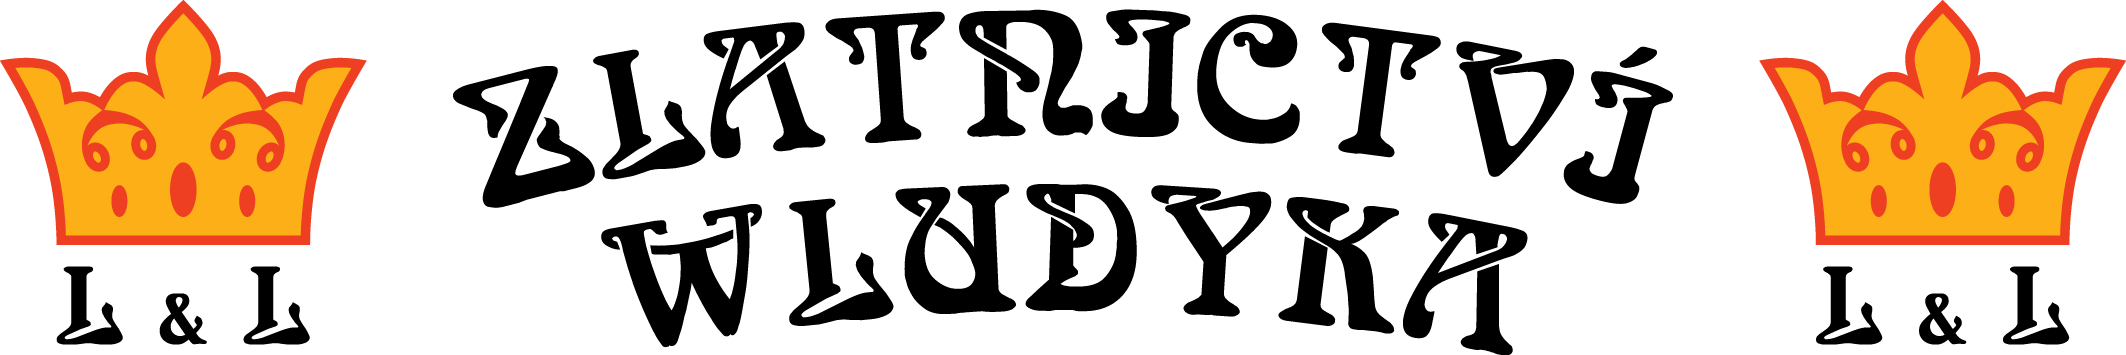 ZLATNICTVÍ
WLUDYKA
L & L
L & L